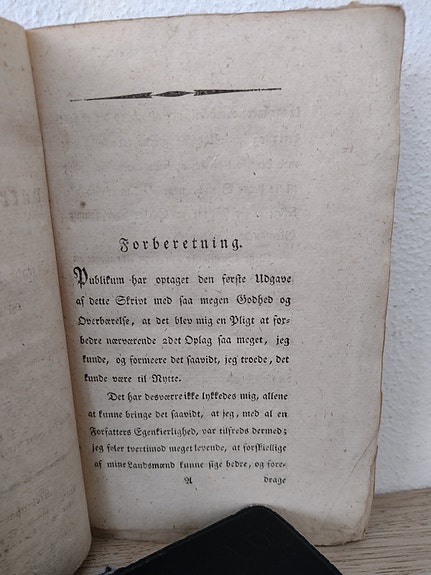 Forberetning.
Publikum har optaget den første Udgave
af dette Skrivt med saa megen Godhed og
Overbærelse, at det blev mig en Pligt at for-
bedre nærværende 2det Oplag saa meget, jeg
kunde, og formeere det saavidt, jeg troede, det
kunde være til Nytte.
Det har desværre ikke lykkedes mig, allene
at kunne bringe det saavidt, at jeg, med al en
Forfatters Egenkierlighed, var tilfreds dermed;
jeg føler tvertimod meget levende, at forskiellige
af mine Landsmænd kunne sige bedre, og fore-
A drage